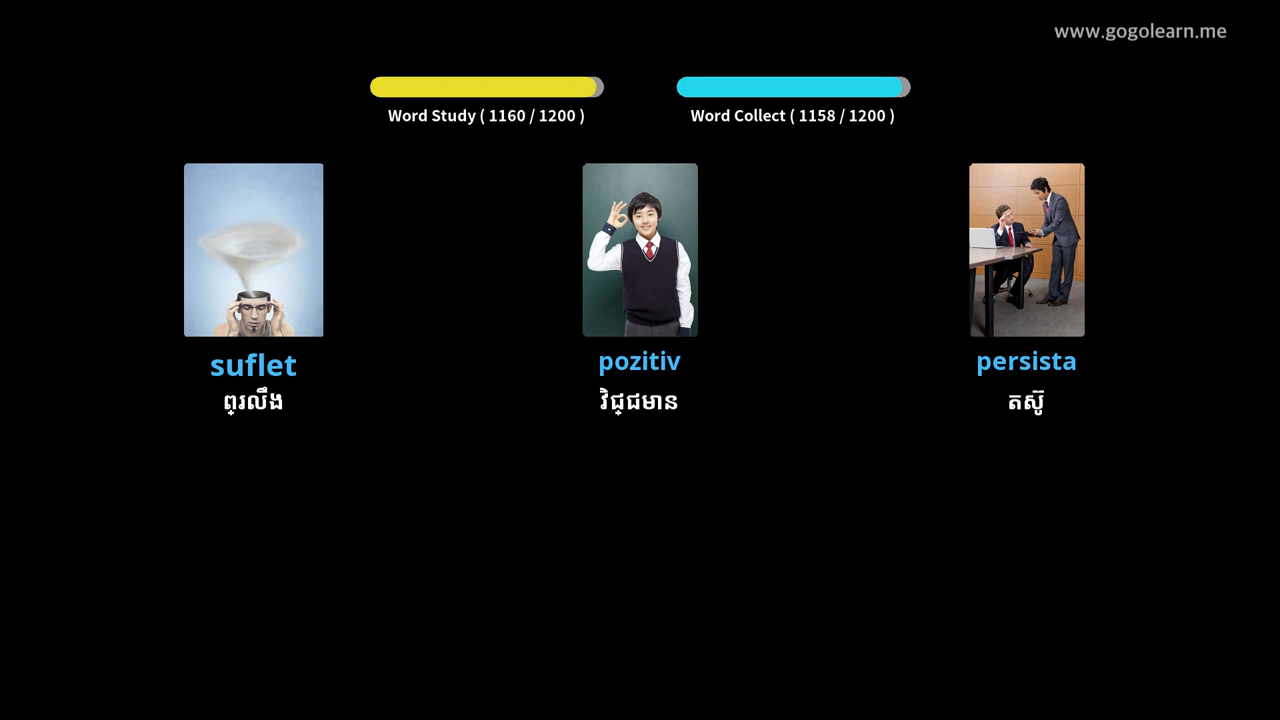 www.gogolearn.me
Word Study ( 1160 / 1200 )
Word Collect ( 1158 / 1200 )
suflet
ព្រលឹង
pozitiv
វិជ្ជមាន
persista
តស៊ូ